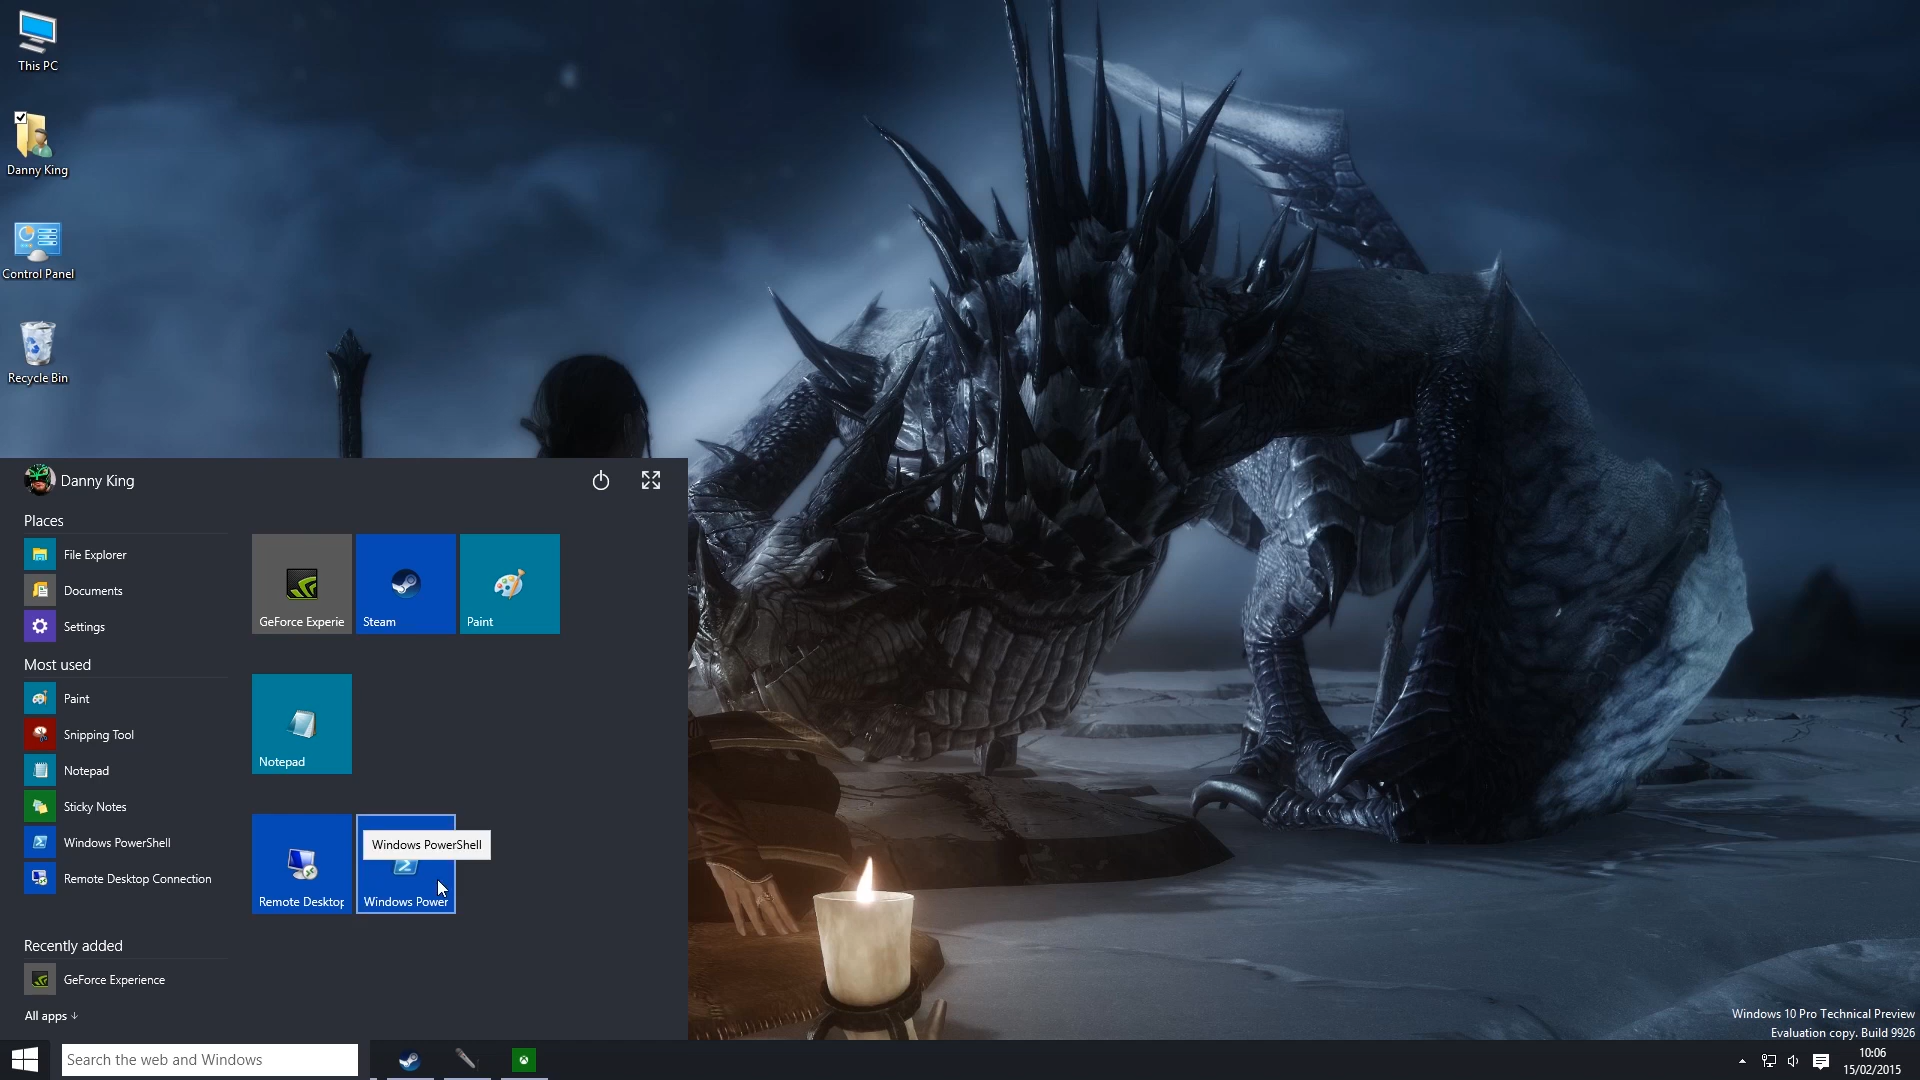 This PC
Danny King
Control Panel
Recycle Bin
Danny King
Places
File Explorer
Documents
Settings
Most used
Paint
Snipping Tool
Notepad
Sticky Notes
Windows PowerShell
Remote Desktop Connection
Recently added
GeForce Experience
All apps ↓
GeForce Experie
Steam
Paint
Notepad
Remote Desktop
Windows PowerShell
Windows Power
Windows 10 Pro Technical Preview
Evaluation copy. Build 9926
Search the web and Windows
10:06
15/02/2015